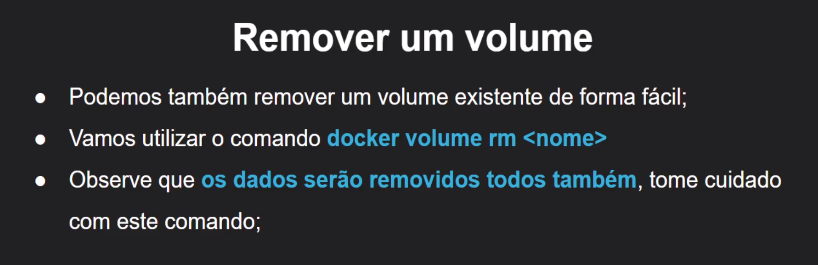 Remover um volume
● Podemos também remover um volume existente de forma fácil;
● Vamos utilizar o comando docker volume rm <nome>
● Observe que os dados serão removidos todos também, tome cuidado
com este comando;